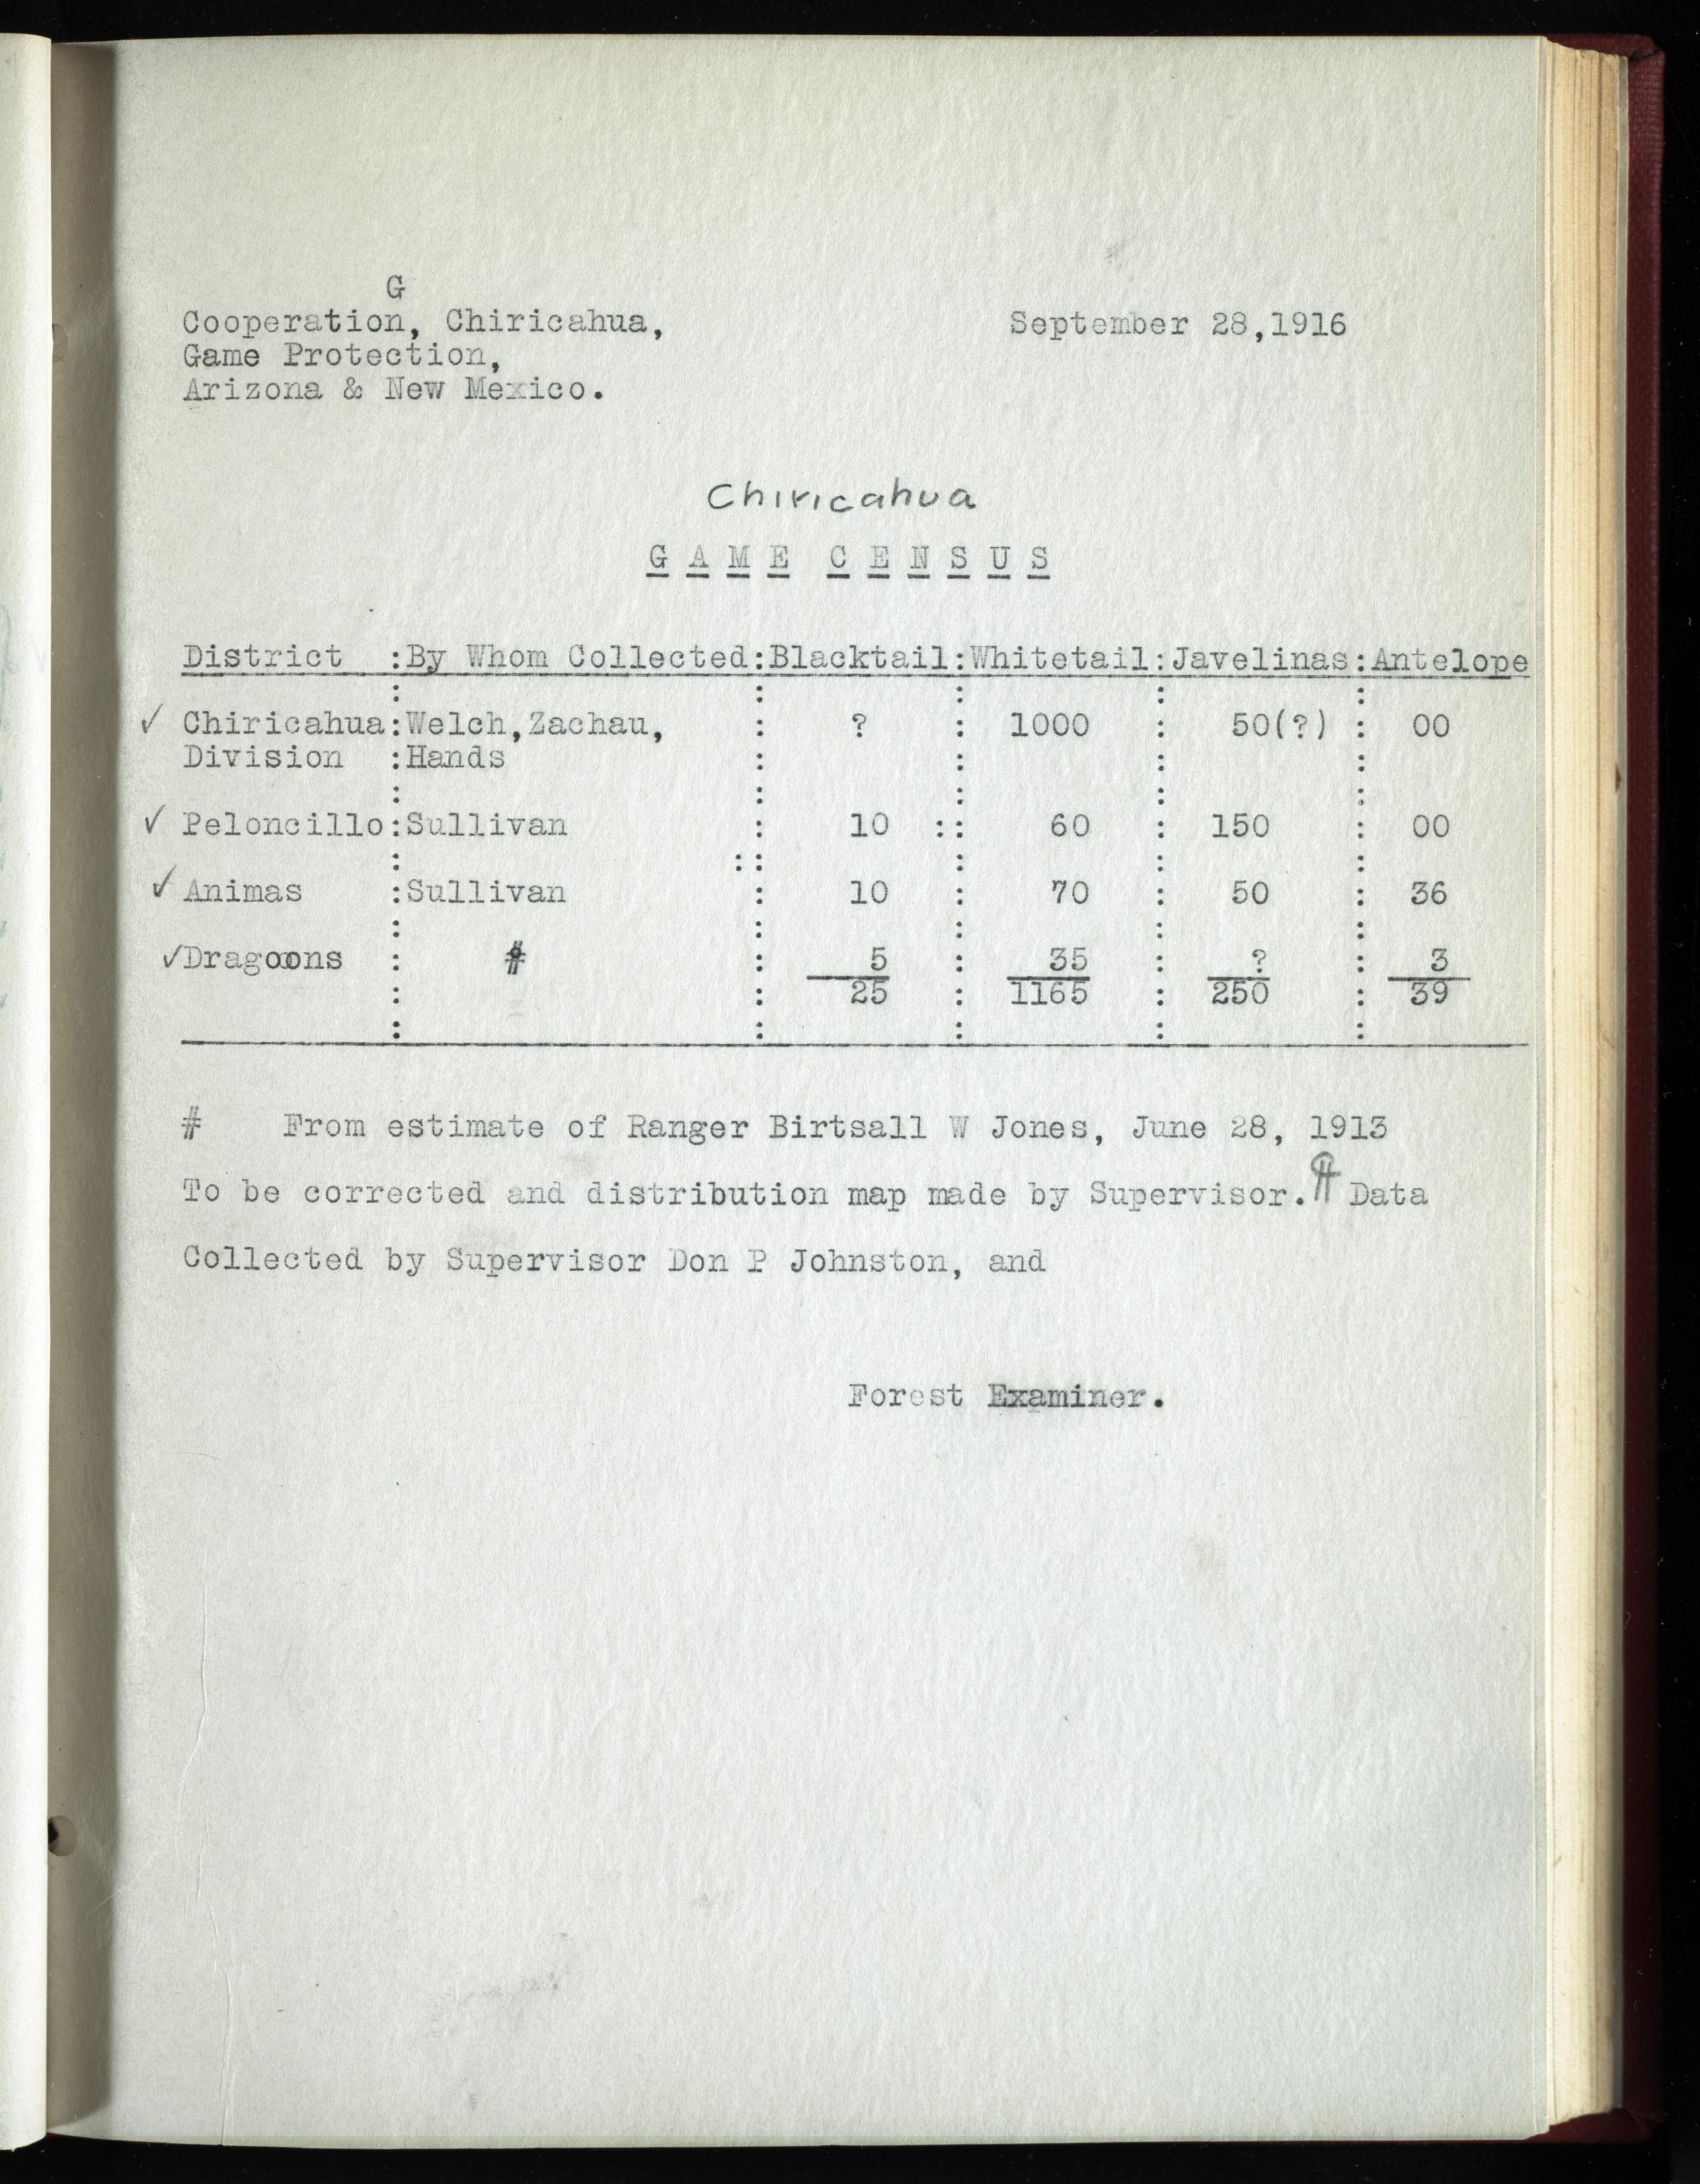 G
Cooperation, Chiricahua, September 28,1916
Game Protection,
Arizona & New Mexico.
Chiricahua
G A M E C E N S U S
District :By Whom Collected:Blacktail:Whitetail:Javelinas:Antelope
✓ Chiricahua:Welch,Zachau, : ? : 1000 : 50(?) : 00
Division :Hands : : : :
✓ Peloncillo:Sullivan : 10 :: 60 : 150 : 00
✓ Animas :Sullivan : 10 : 70 : 50 : 36
✓ Dragoons : # : 5 : 35 : ? : 3
: : 25 : 1165 : 250 : 39
# From estimate of Ranger Birtsall W Jones, June 28, 1913
To be corrected and distribution map made by Supervisor. ¶ Data
Collected by Supervisor Don P Johnston, and
Forest Examiner.